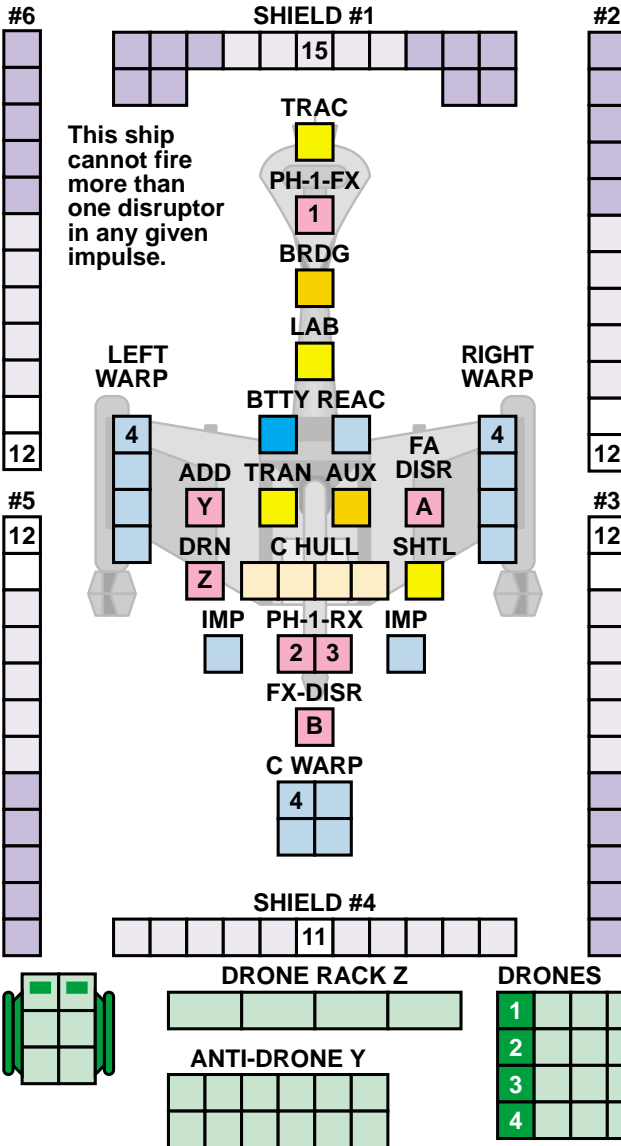 #6
SHIELD #1
#2
15
TRAC
This ship
cannot fire
more than
one disruptor
in any given
impulse.
PH-1-FX
1
BRDG
LAB
LEFT
WARP
RIGHT
WARP
BTTY REAC
4
4
12
12
ADD TRAN AUX
FA
DISR
Y
A
#5
#3
12
12
DRN C HULL SHTL
Z
IMP PH-1-RX IMP
2 3
FX-DISR
B
C WARP
4
SHIELD #4
11
DRONE RACK Z
DRONES
1
2
3
4
ANTI-DRONE Y